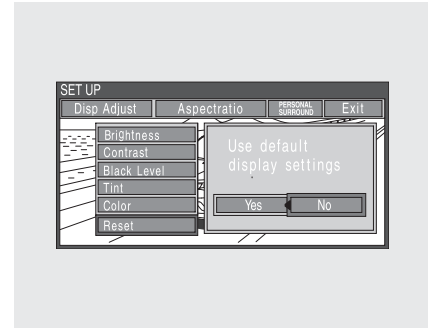 SET UP
Disp Adjust Aspectratio PERSONAL SURROUND Exit
Brightness
Contrast
Black Level
Tint
Color
Reset
Use default
display settings
Yes No